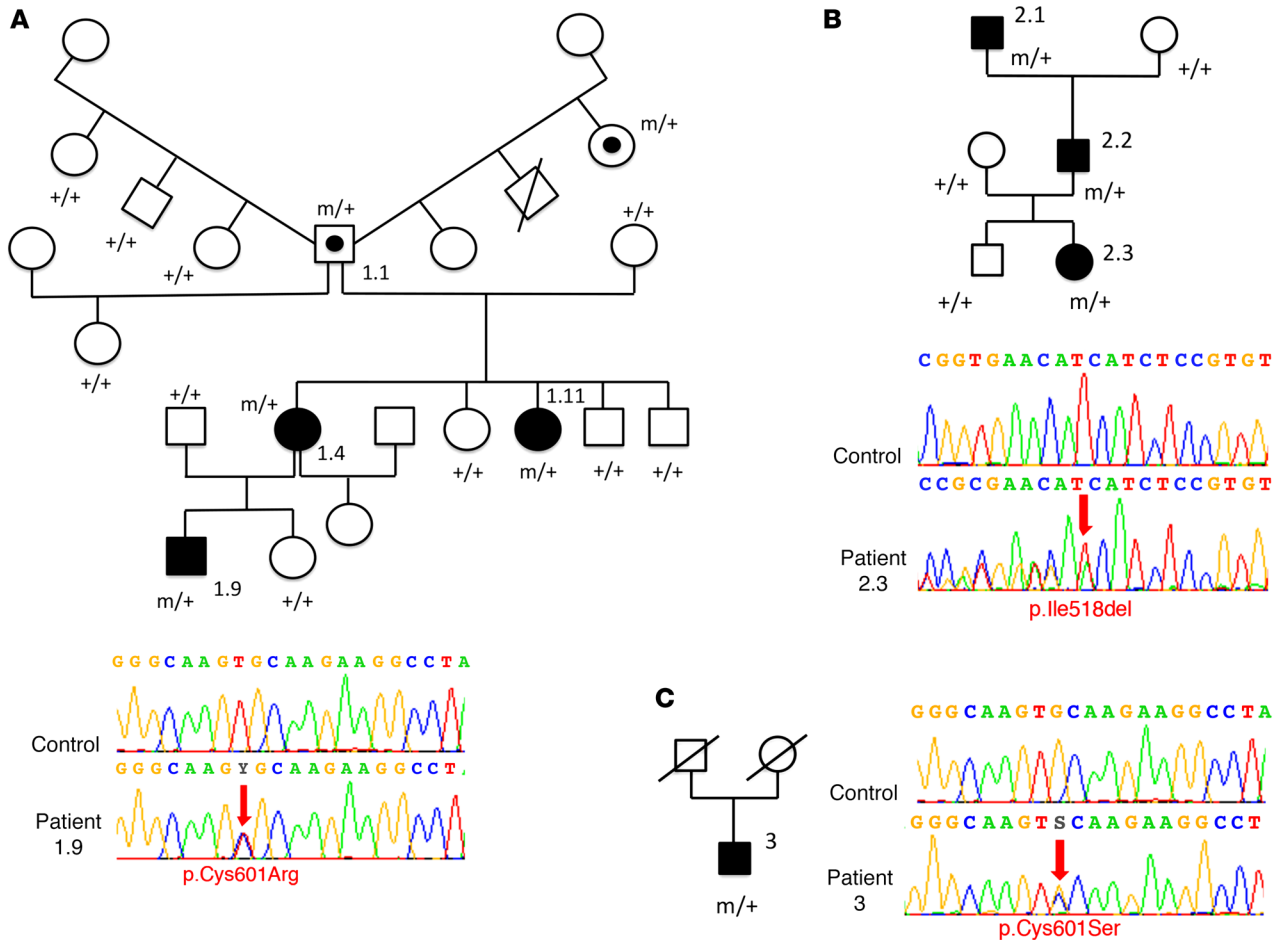 A
m/+
+/+
+/+
+/+
m/+
+/+
1.1
+/+
+/+
m/+
1.4
1.11
+/+
m/+
+/+
+/+
1.9
m/+
+/+
GGGCAAGTGCAAGAAGGCCTA
Control
GGGCAAGYGCAAGAAGGCCT
Patient
1.9
p.Cys601Arg
B
2.1
m/+
+/+
2.2
+/+
m/+
2.3
+/+
m/+
CGGTGAACATCATCTCCGTGT
Control
CCGCGAACATCATCTCCGTGT
Patient
2.3
p.Ile518del
C
3
m/+
GGGCAAGTGCAAGAAGGCCTA
Control
GGGCAAGTSCAAGAAGGCCT
Patient
3
p.Cys601Ser